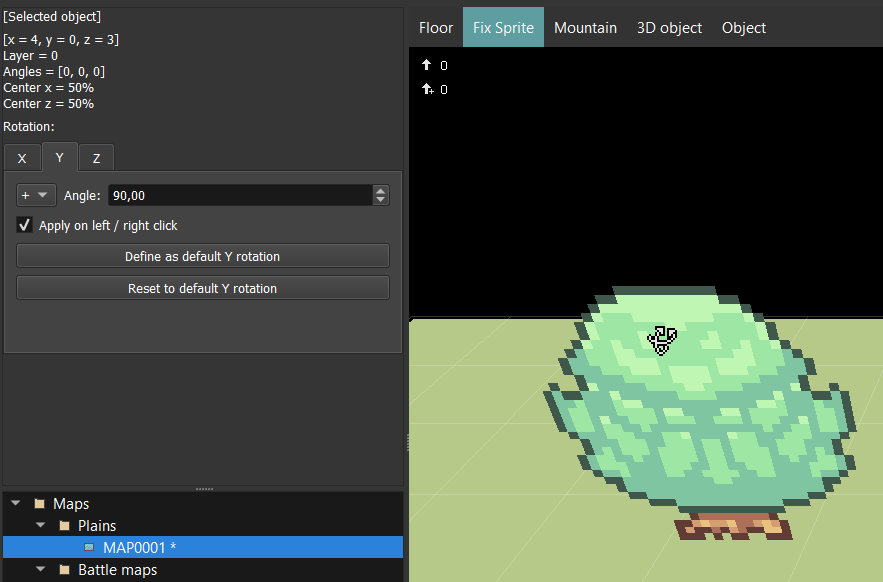 [Selected object]
[x = 4, y = 0, z = 3]
Layer = 0
Angles = [0, 0, 0]
Center x = 50%
Center z = 50%
Rotation:
X Y Z
+ Angle: 90,00
Apply on left / right click
Define as default Y rotation
Reset to default Y rotation
Maps
Plains
MAP0001 *
Battle maps
Floor Fix Sprite Mountain 3D object Object
0
0